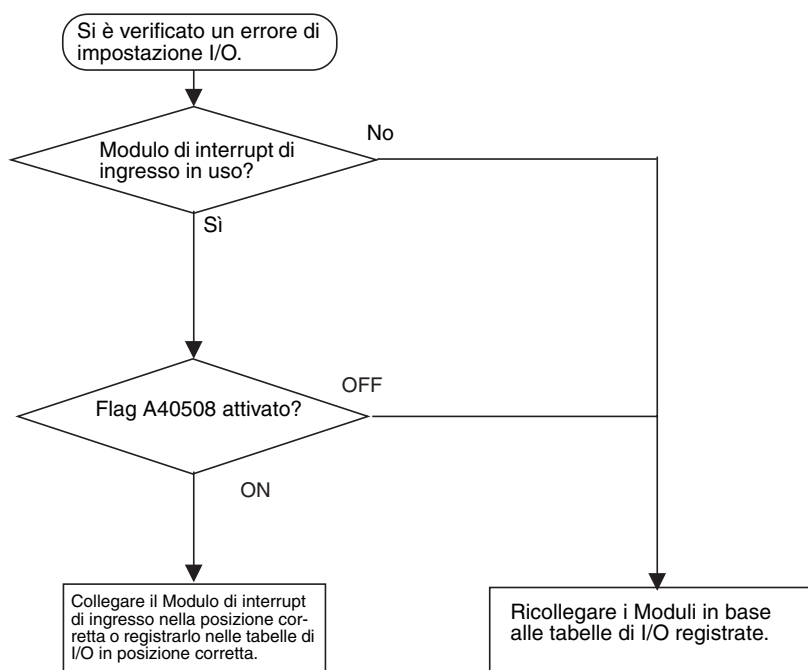 Si è verificato un errore di
impostazione I/O.
No
Modulo di interrupt di
ingresso in uso?
Sì
OFF
Flag A40508 attivato?
ON
Collegare il Modulo di interrupt
di ingresso nella posizione cor-
retta o registrarlo nelle tabelle di
I/O in posizione corretta.
Ricollegare i Moduli in base
alle tabelle di I/O registrate.